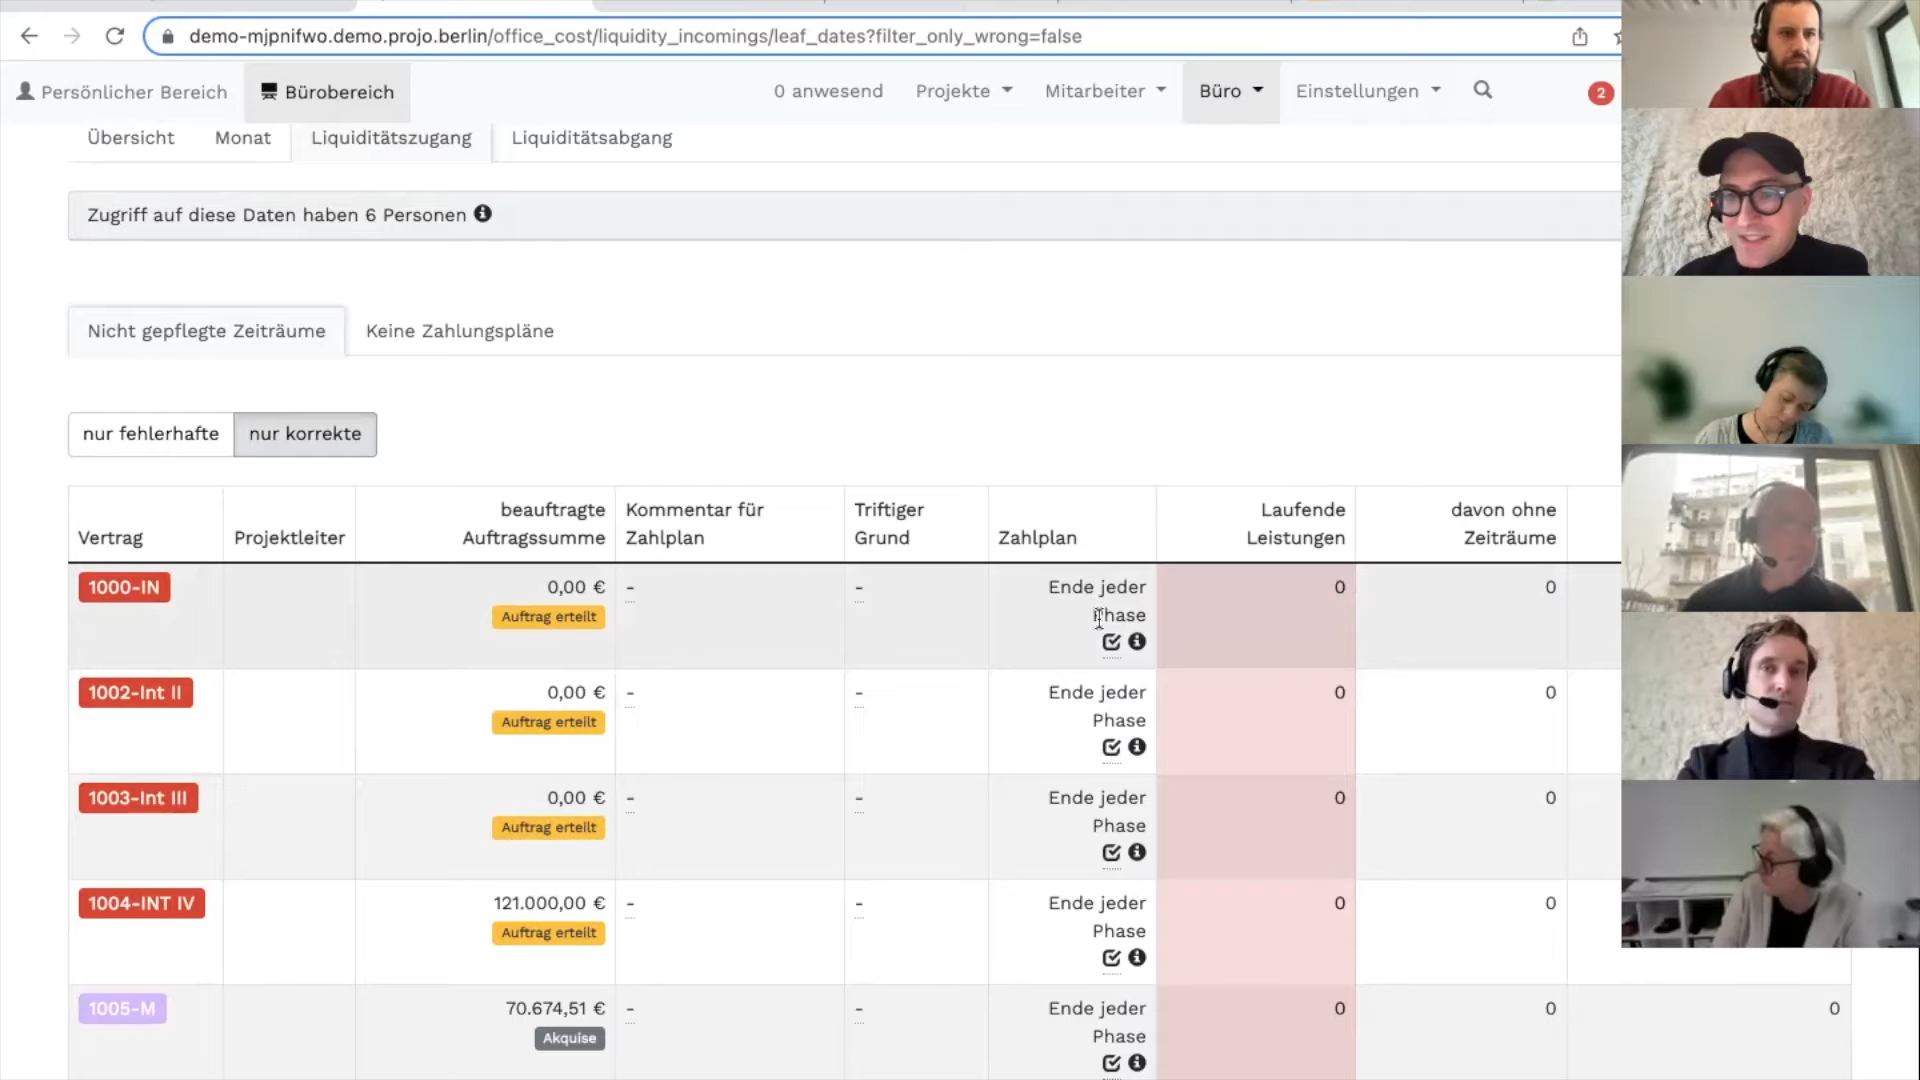 demo-mjpnifwo.demo.projo.berlin/office_cost/liquidity_incomings/leaf_dates?filter_only_wrong=false
Persönlicher Bereich
Bürobereich
0 anwesend
Projekte
Mitarbeiter
Büro
Einstellungen
2
Übersicht
Monat
Liquiditätszugang
Liquiditätsabgang
Zugriff auf diese Daten haben 6 Personen
Nicht gepflegte Zeiträume
Keine Zahlungspläne
nur fehlerhafte
nur korrekte
Vertrag
Projektleiter
beauftragte
Auftragssumme
Kommentar für
Zahlplan
Triftiger
Grund
Zahlplan
Laufende
Leistungen
davon ohne
Zeiträume
1000-IN
0,00 €
Auftrag erteilt
-
-
Ende jeder
Phase
0
0
1002-Int II
0,00 €
Auftrag erteilt
-
-
Ende jeder
Phase
0
0
1003-Int III
0,00 €
Auftrag erteilt
-
-
Ende jeder
Phase
0
0
1004-INT IV
121.000,00 €
Auftrag erteilt
-
-
Ende jeder
Phase
0
0
1005-M
70.674,51 €
Akquise
-
-
Ende jeder
Phase
0
0
0